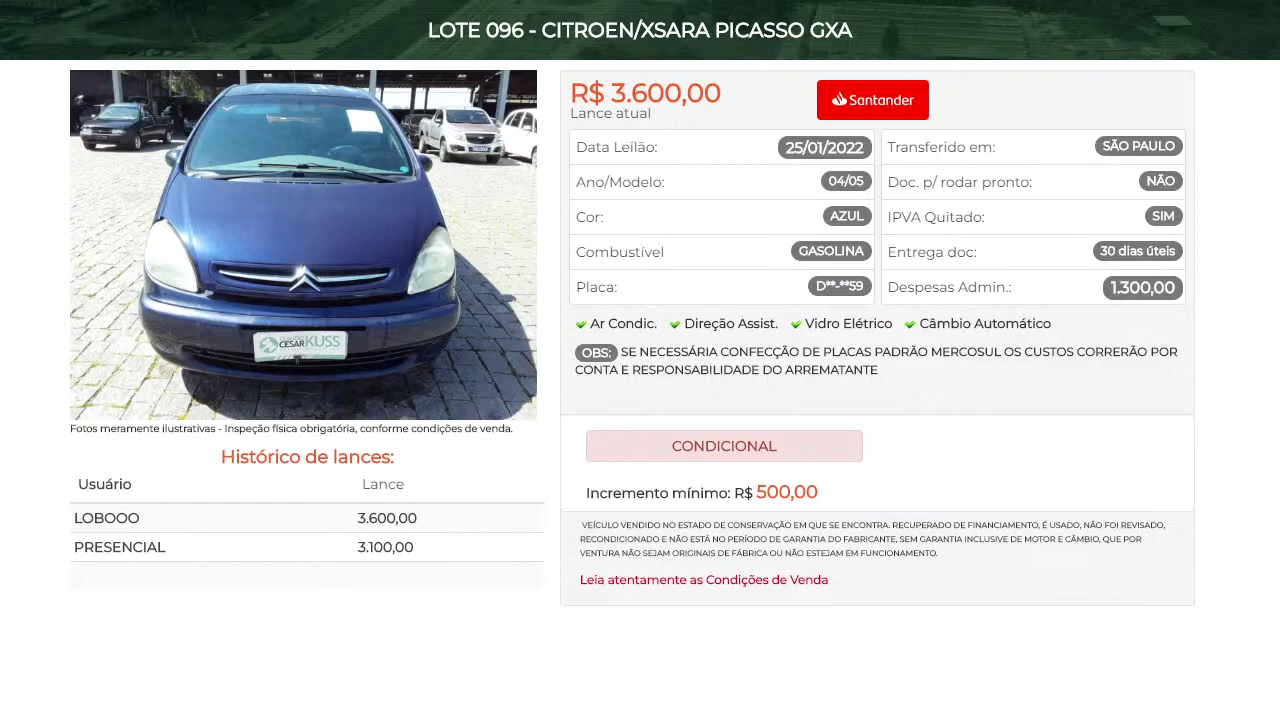 LOTE 096 - CITROEN/XSARA PICASSO GXA
CESAR KUSS
Fotos meramente ilustrativas - Inspeção física obrigatória, conforme condições de venda.
Histórico de lances:
Usuário Lance
LOBOOO 3.600,00
PRESENCIAL 3.100,00
R$ 3.600,00
Lance atual
Santander
Data Leilão: 25/01/2022
Ano/Modelo: 04/05
Cor: AZUL
Combustível GASOLINA
Placa: D**-**59
Transferido em: SÃO PAULO
Doc. p/ rodar pronto: NÃO
IPVA Quitado: SIM
Entrega doc: 30 dias úteis
Despesas Admin.: 1.300,00
Ar Condic. Direção Assist. Vidro Elétrico Câmbio Automático
OBS: SE NECESSÁRIA CONFECÇÃO DE PLACAS PADRÃO MERCOSUL OS CUSTOS CORRERÃO POR
CONTA E RESPONSABILIDADE DO ARREMATANTE
CONDICIONAL
Incremento mínimo: R$ 500,00
VEÍCULO VENDIDO NO ESTADO DE CONSERVAÇÃO EM QUE SE ENCONTRA. RECUPERADO DE FINANCIAMENTO, É USADO, NÃO FOI REVISADO,
RECONDICIONADO E NÃO ESTÁ NO PERÍODO DE GARANTIA DO FABRICANTE, SEM GARANTIA INCLUSIVE DE MOTOR E CÂMBIO, QUE POR
VENTURA NÃO SEJAM ORIGINAIS DE FÁBRICA OU NÃO ESTEJAM EM FUNCIONAMENTO.
Leia atentamente as Condições de Venda